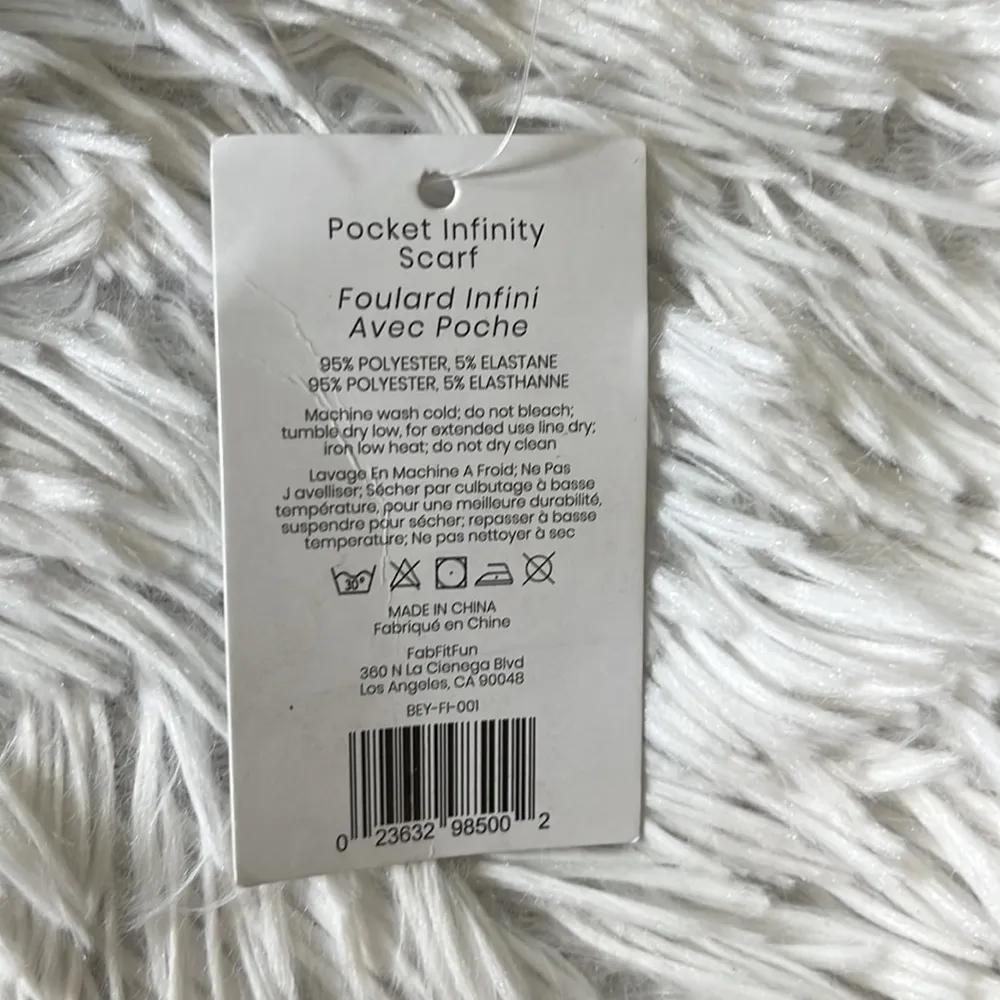 Pocket Infinity
Scarf
Foulard Infini
Avec Poche
95% POLYESTER, 5% ELASTANE
95% POLYESTER, 5% ELASTHANNE
Machine wash cold; do not bleach;
tumble dry low, for extended use line dry;
iron low heat; do not dry clean
Lavage En Machine A Froid; Ne Pas
J avelliser; Sécher par culbutage à basse
température, pour une meilleure durabilité,
suspendre pour sécher; repasser à basse
temperature; Ne pas nettoyer à sec
30°
MADE IN CHINA
Fabriqué en Chine
FabFitFun
360 N La Cienega Blvd
Los Angeles, CA 90048
BEY-FI-001
0 23632 98500 2